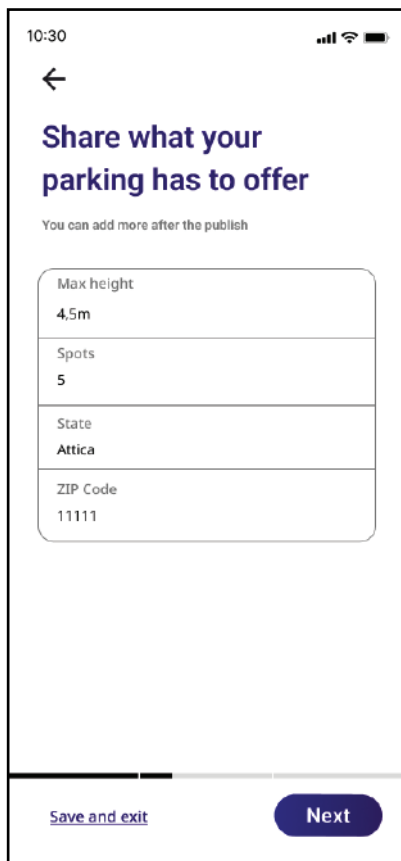 10:30
Share what your
parking has to offer
You can add more after the publish
Max height
4,5m
Spots
5
State
Attica
ZIP Code
11111
Save and exit
Next